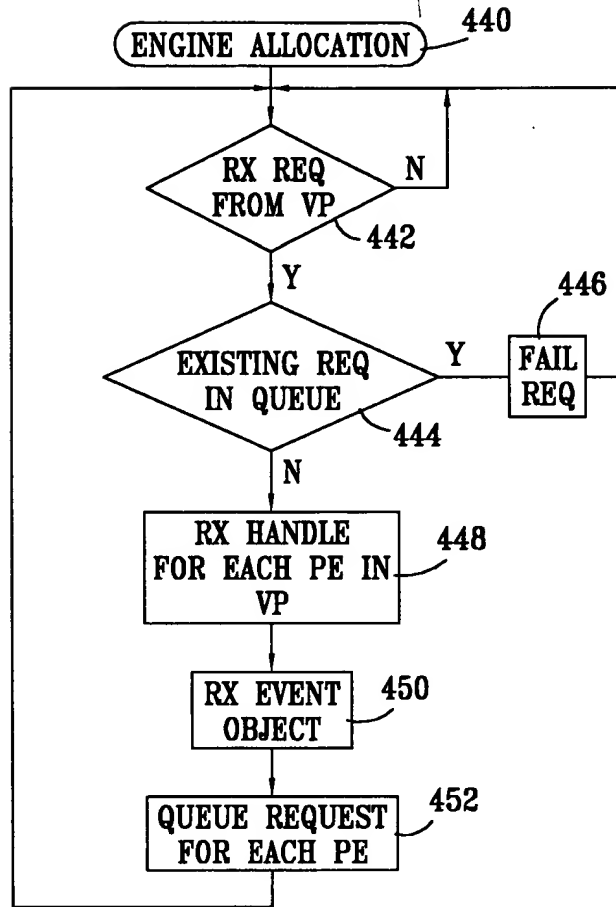 ENGINE ALLOCATION
440
RX REQ
FROM VP
N
442
Y
EXISTING REQ
IN QUEUE
Y
444
446
FAIL
REQ
N
RX HANDLE
FOR EACH PE IN
VP
448
RX EVENT
OBJECT
450
QUEUE REQUEST
FOR EACH PE
452